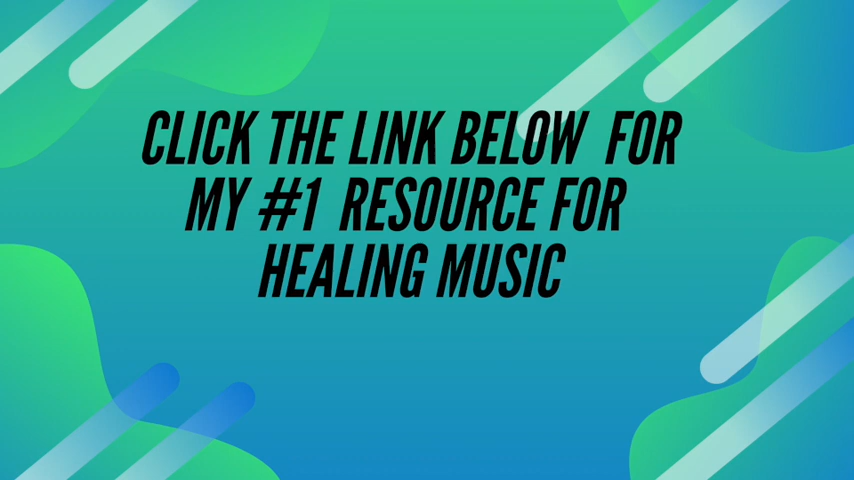 CLICK THE LINK BELOW FOR
MY #1 RESOURCE FOR
HEALING MUSIC